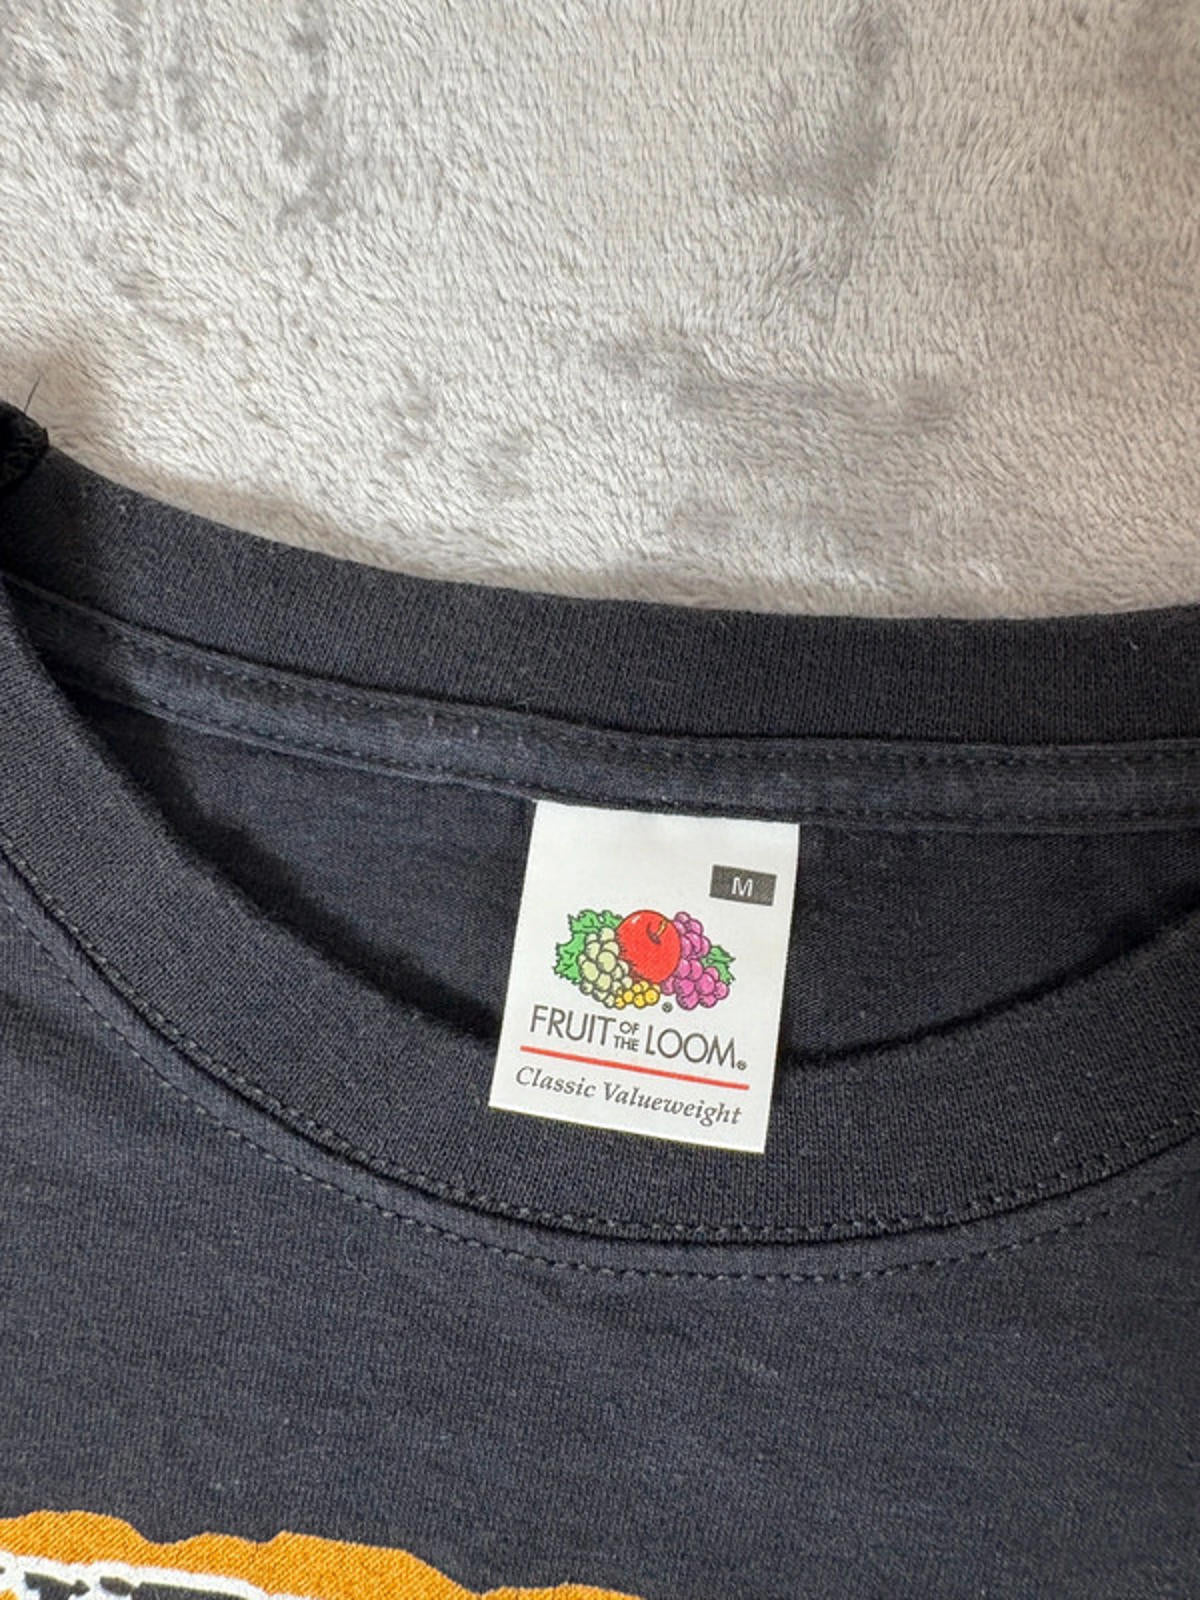 M
FRUIT OF THE LOOM®
Classic Valueweight